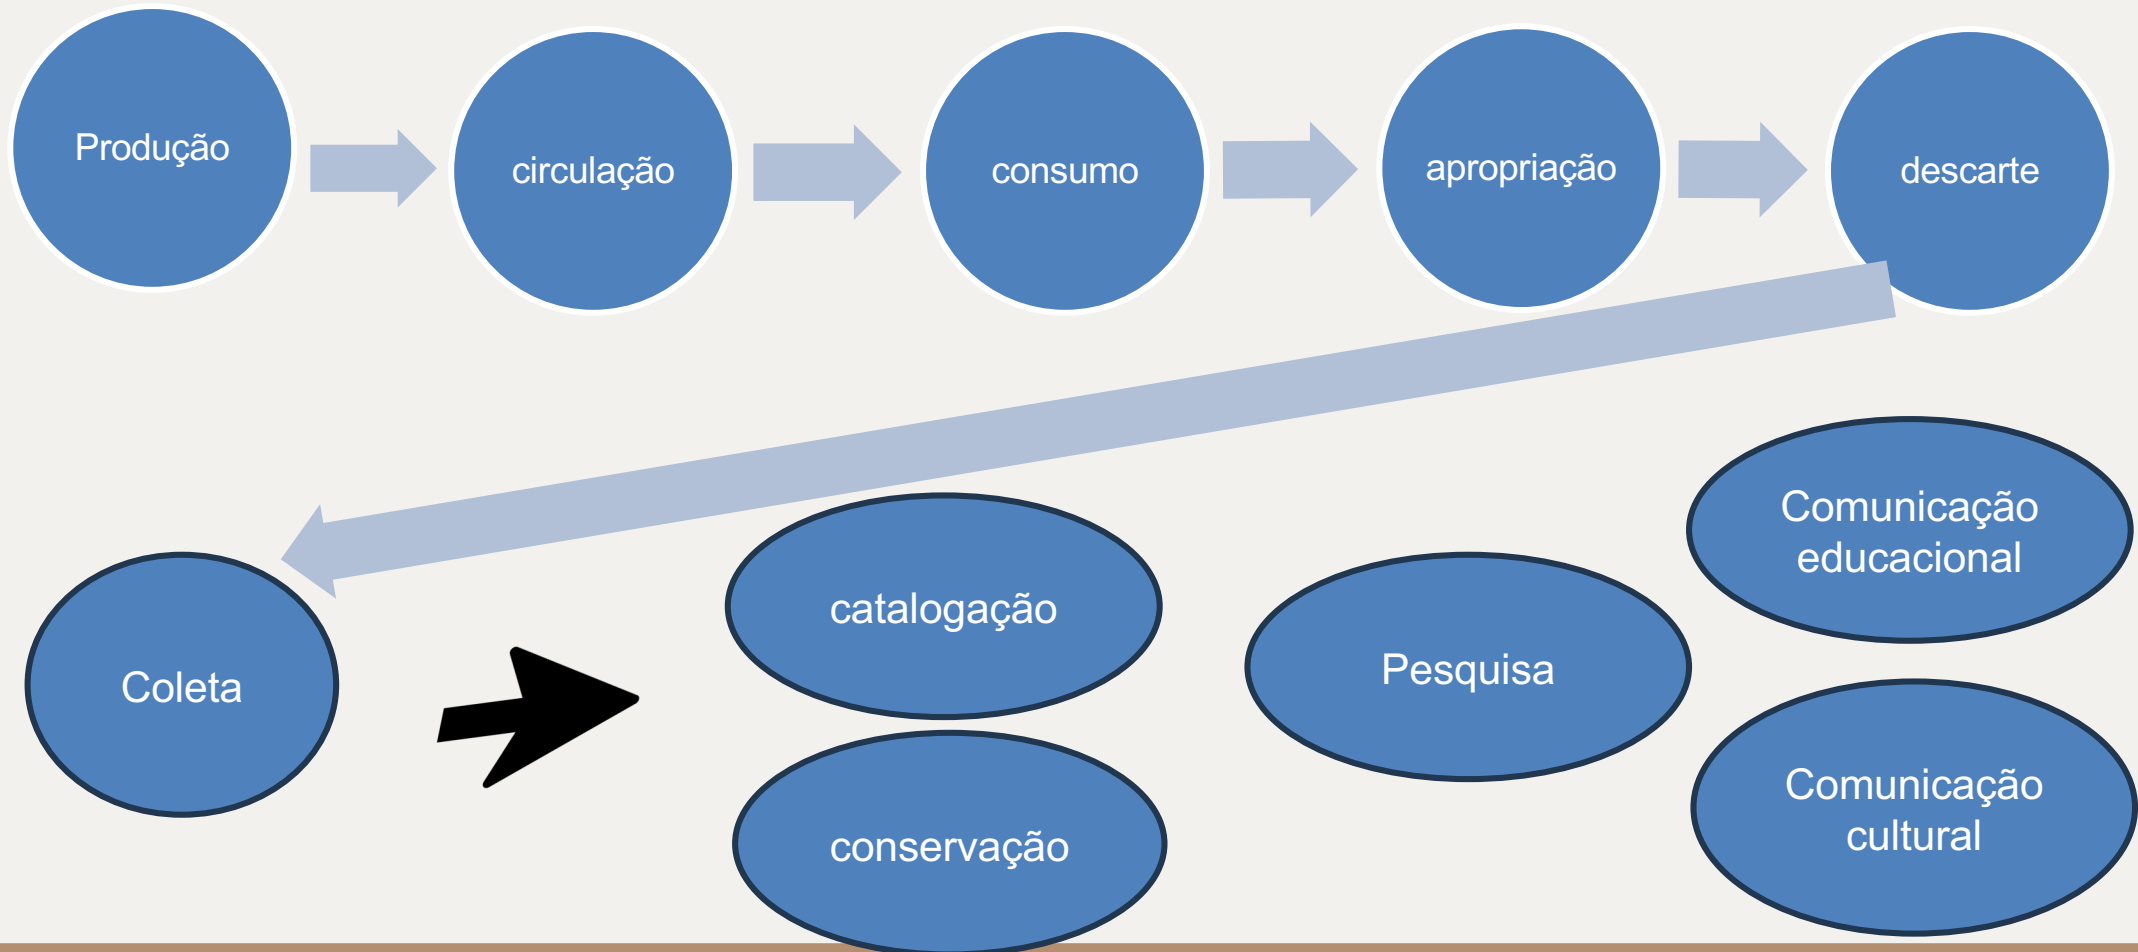 Produção
circulação
consumo
apropriação
descarte
Coleta
catalogação
conservação
Pesquisa
Comunicação
educacional
Comunicação
cultural